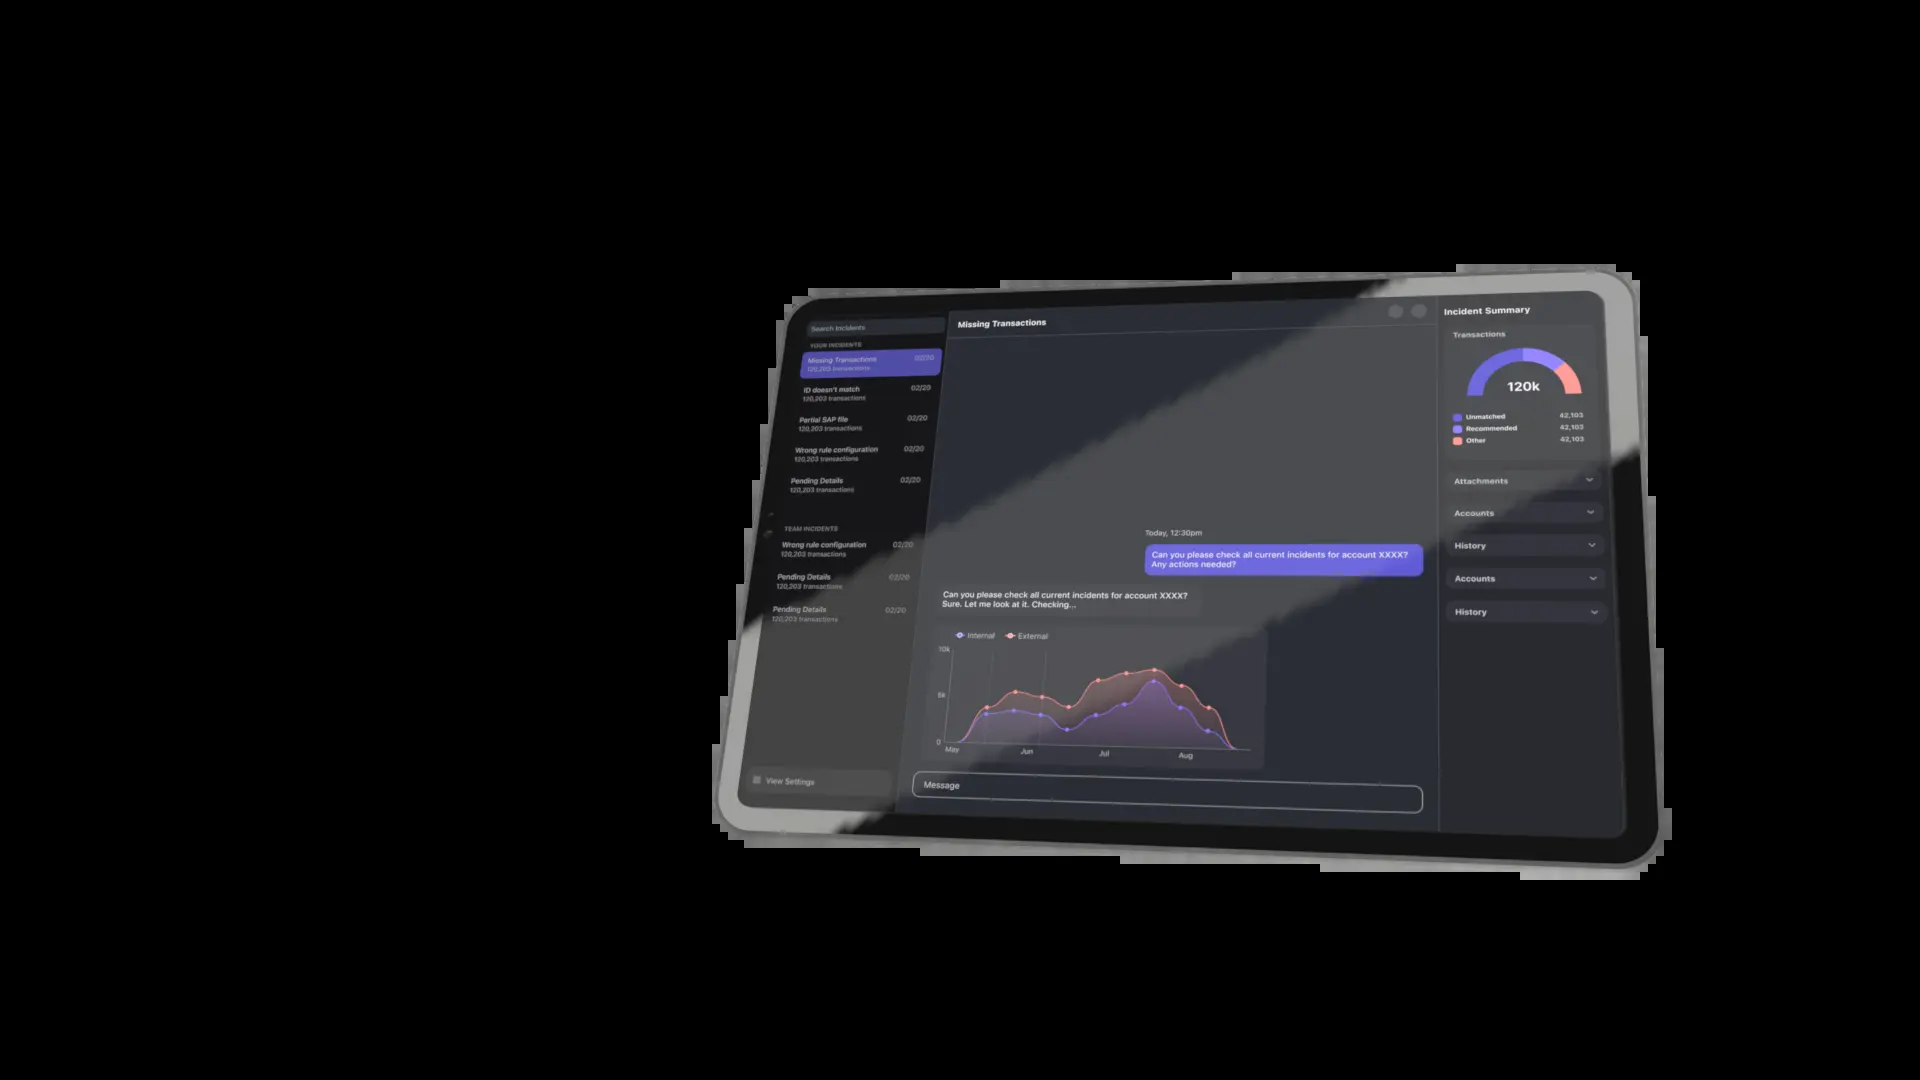 Search Incidents
YOUR INCIDENTS
Missing Transactions 02/20
120,203 transactions
ID doesn't match 02/20
120,203 transactions
Partial SAP file 02/20
120,203 transactions
Wrong rule configuration 02/20
120,203 transactions
Pending Details 02/20
120,203 transactions
TEAM INCIDENTS
Wrong rule configuration 02/20
120,203 transactions
Pending Details 02/20
120,203 transactions
Pending Details 02/20
120,203 transactions
View Settings
Missing Transactions
Today, 12:30pm
Can you please check all current incidents for account XXXX?
Any actions needed?
Can you please check all current incidents for account XXXX?
Sure. Let me look at it. Checking...
Internal External
10k
5k
0
May Jun Jul Aug
Message
Incident Summary
Transactions
120k
Unmatched 42,103
Recommended 42,103
Other 42,103
Attachments
Accounts
History
Accounts
History